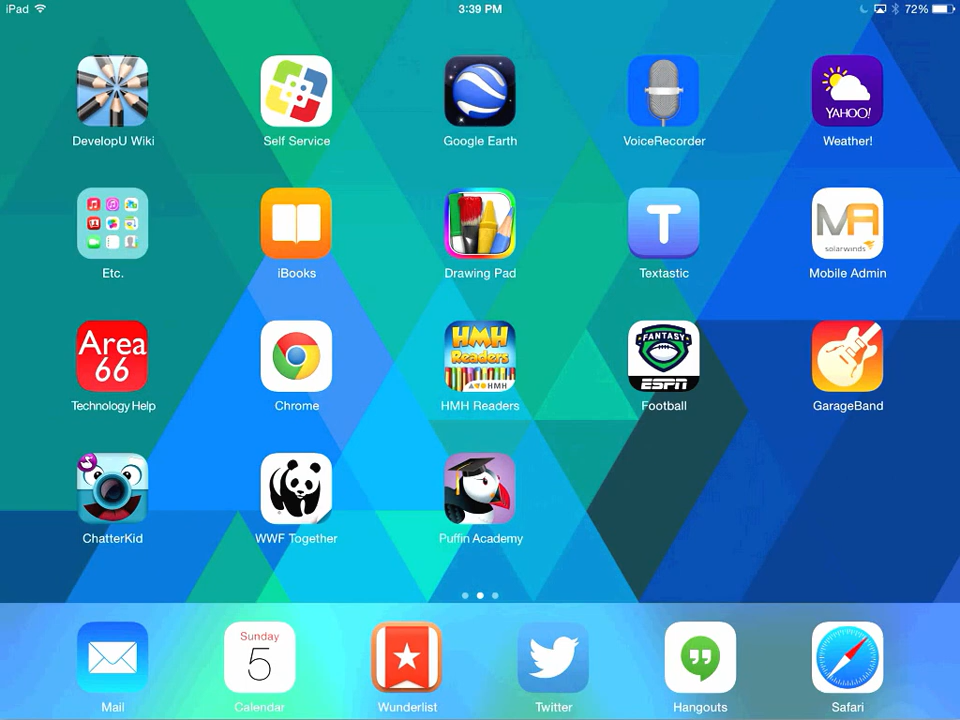 iPad 3:39 PM 72%
YAHOO!
DevelopU Wiki Self Service Google Earth VoiceRecorder Weather!
T MA
solarwinds
Etc. iBooks Drawing Pad Textastic Mobile Admin
Area HMH FANTASY
66 Readers
HMH ESPN
Technology Help Chrome HMH Readers Football GarageBand
ChatterKid WWF Together Puffin Academy
Sunday
5
Mail Calendar Wunderlist Twitter Hangouts Safari